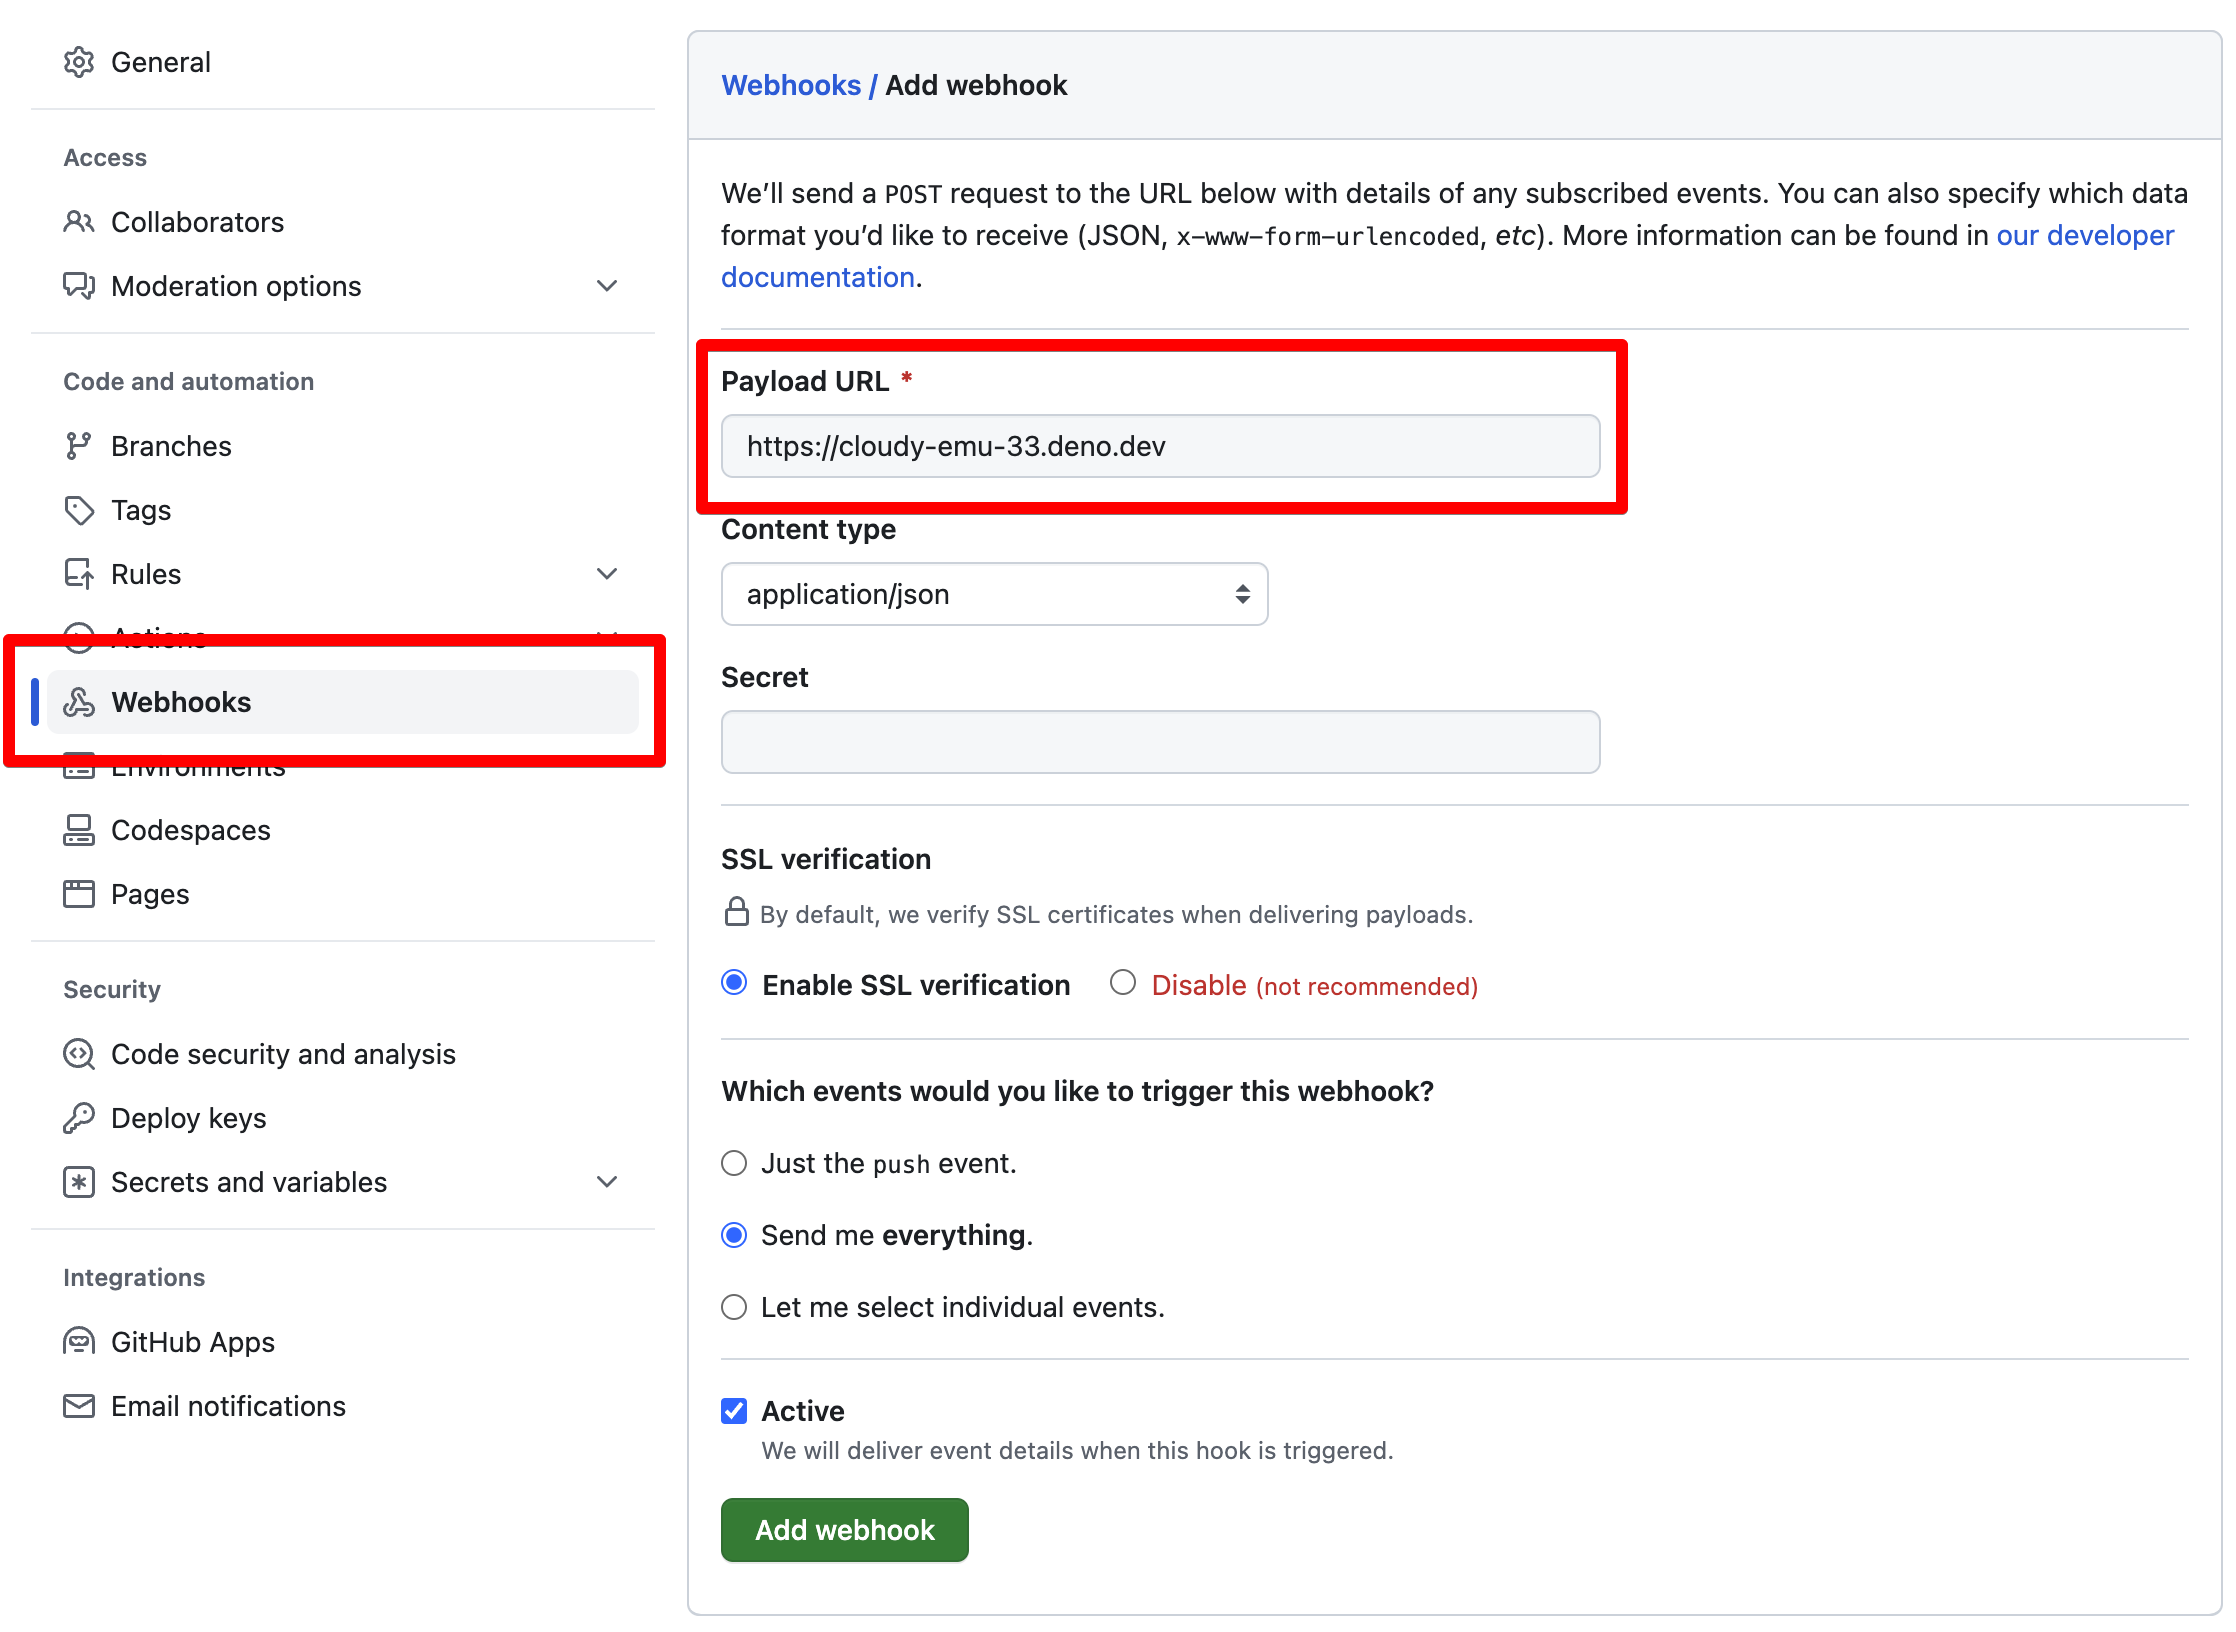 General
Access
Collaborators
Moderation options
Code and automation
Branches
Tags
Rules
Actions
Webhooks
Environments
Codespaces
Pages
Security
Code security and analysis
Deploy keys
Secrets and variables
Integrations
GitHub Apps
Email notifications
Webhooks / Add webhook
We’ll send a POST request to the URL below with details of any subscribed events. You can also specify which data
format you’d like to receive (JSON, x-www-form-urlencoded, etc). More information can be found in our developer
documentation.
Payload URL *
https://cloudy-emu-33.deno.dev
Content type
application/json
Secret
SSL verification
By default, we verify SSL certificates when delivering payloads.
Enable SSL verification Disable (not recommended)
Which events would you like to trigger this webhook?
Just the push event.
Send me everything.
Let me select individual events.
Active
We will deliver event details when this hook is triggered.
Add webhook